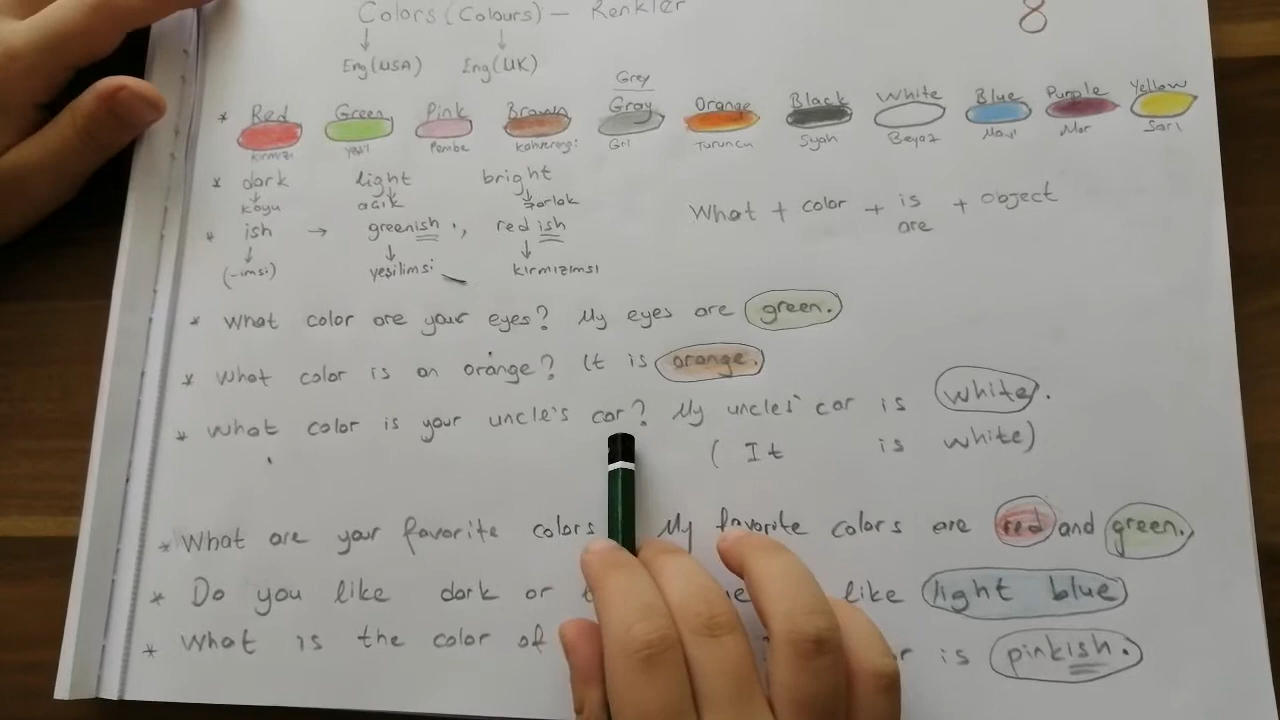 Colors (Colours) — Renkler
8
↓ ↓
Eng(USA) Eng(UK)
Grey
* Red Green Pink Brown Gray Orange Black White Blue Purple Yellow
kırmızı yeşil Pembe kahverengi Gri Turuncu Siyah Beyaz Mavi Mor Sarı
* dark light bright
↓ ↓ ↓
koyu açık parlak
What + color + is + object
are
* ish → greenish, redish
↓ ↓ ↓
(-ımsı) yeşilimsi kırmızımsı
* What color are your eyes? My eyes are green.
* What color is an orange? It is orange.
* What color is your uncle's car? My uncles' car is white.
( It is white)
* What are your favorite colors My favorite colors are red and green.
* Do you like dark or like light blue
* What is the color of is pinkish.